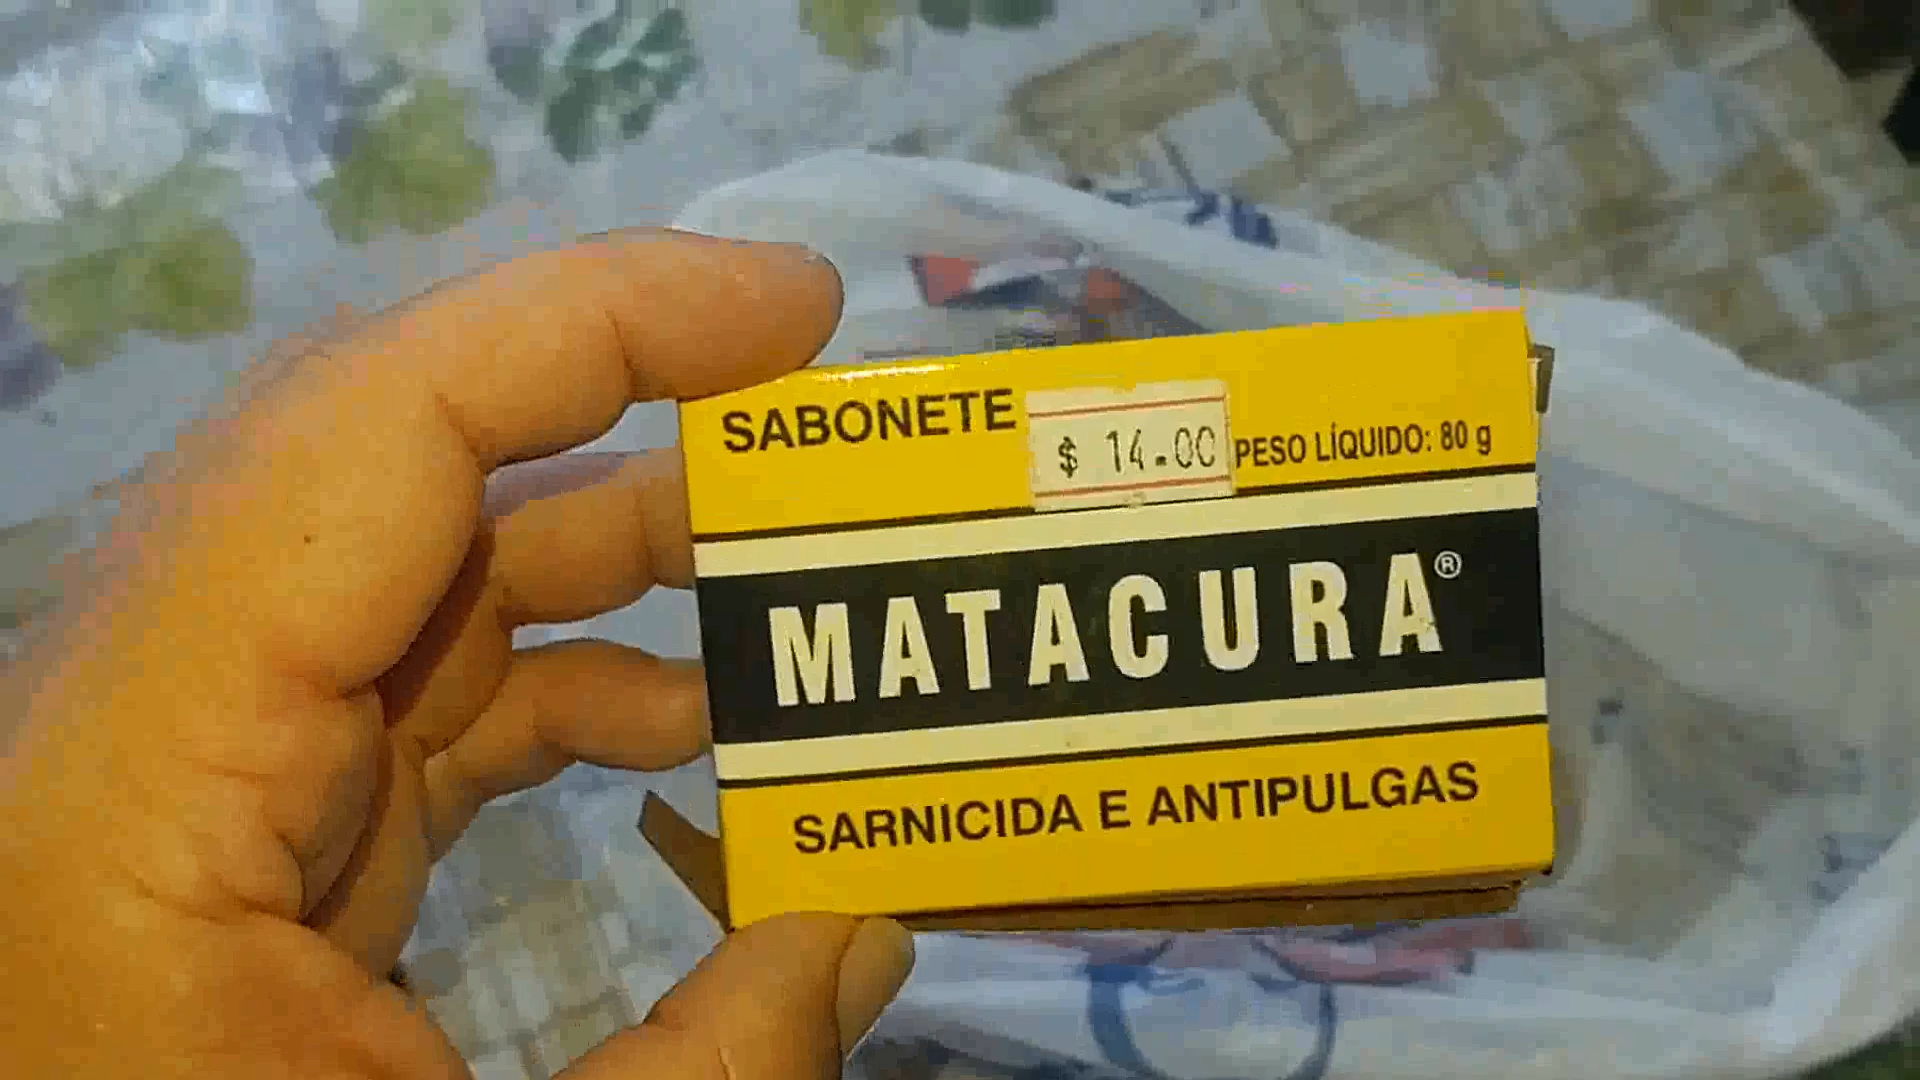 SABONETE
$ 14.00
PESO LÍQUIDO: 80 g
MATACURA®
SARNICIDA E ANTIPULGAS